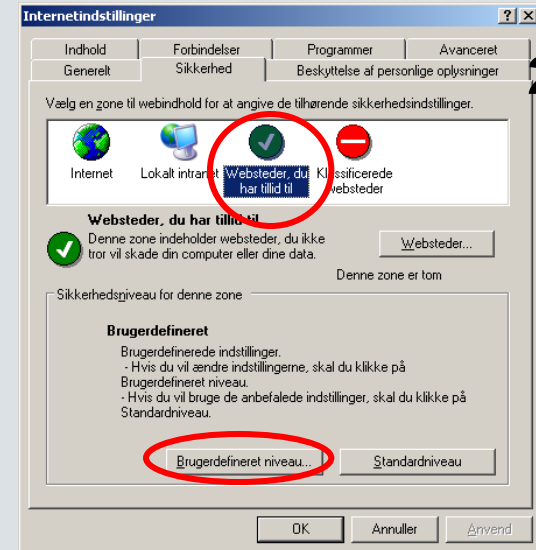 Internetindstillinger
Indhold
Forbindelser
Programmer
Avanceret
Generelt
Sikkerhed
Beskyttelse af personlige oplysninger
Vælg en zone til webindhold for at angive de tilhørende sikkerhedsindstillinger.
Internet
Lokalt intranet
Websteder, du
har tillid til
Klassificerede
websteder
Websteder, du har tillid til
Denne zone indeholder websteder, du ikke
tror vil skade din computer eller dine data.
Websteder...
Denne zone er tom
Sikkerhedsniveau for denne zone
Brugerdefineret
Brugerdefinerede indstillinger.
- Hvis du vil ændre indstillingerne, skal du klikke på
Brugerdefineret niveau.
- Hvis du vil bruge de anbefalede indstillinger, skal du klikke på
Standardniveau.
Brugerdefineret niveau...
Standardniveau
OK
Annuller
Anvend